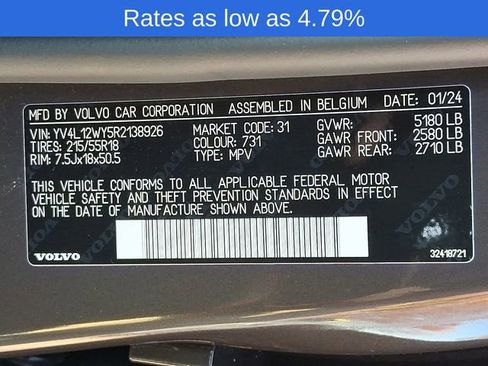 Rates as low as 4.79%
MFD BY VOLVO CAR CORPORATION ASSEMBLED IN BELGIUM DATE: 01/24
VIN: YV4L12WY5R2138926 MARKET CODE: 31 GVWR: 5180 LB
TIRES: 215/55R18 COLOUR: 731 GAWR FRONT: 2580 LB
RIM: 7.5Jx18x50.5 TYPE: MPV GAWR REAR: 2710 LB
THIS VEHICLE CONFORMS TO ALL APPLICABLE FEDERAL MOTOR
VEHICLE SAFETY AND THEFT PREVENTION STANDARDS IN EFFECT
ON THE DATE OF MANUFACTURE SHOWN ABOVE.
VOLVO 32418721